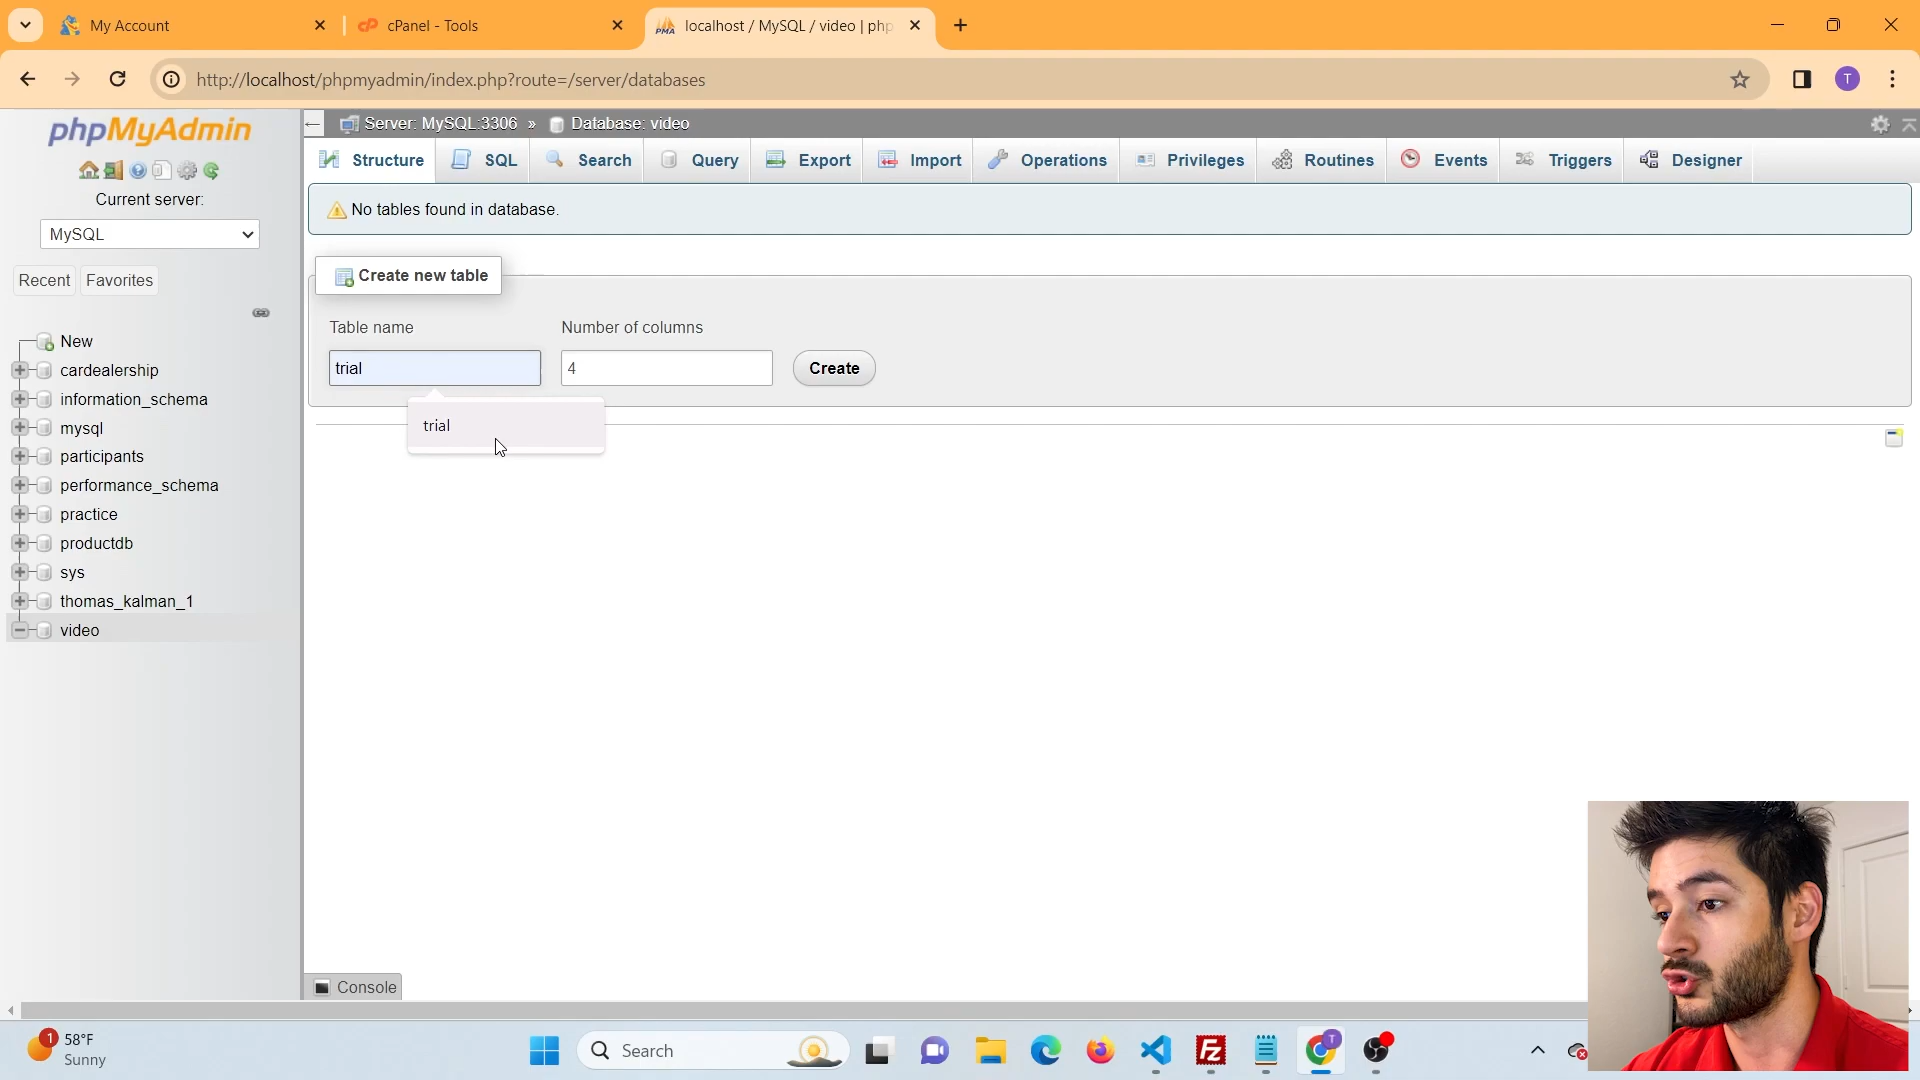 My Account
cPanel - Tools
PMA
localhost / MySQL / video | php
http://localhost/phpmyadmin/index.php?route=/server/databases
T
phpMyAdmin
Current server:
MySQL
Recent
Favorites
New
cardealership
information_schema
mysql
participants
performance_schema
practice
productdb
sys
thomas_kalman_1
video
Server: MySQL:3306 » Database: video
Structure
SQL
Search
Query
Export
Import
Operations
Privileges
Routines
Events
Triggers
Designer
No tables found in database.
Create new table
Table name
Number of columns
trial
4
Create
trial
Console
1
58°F
Sunny
Search
Fz
T